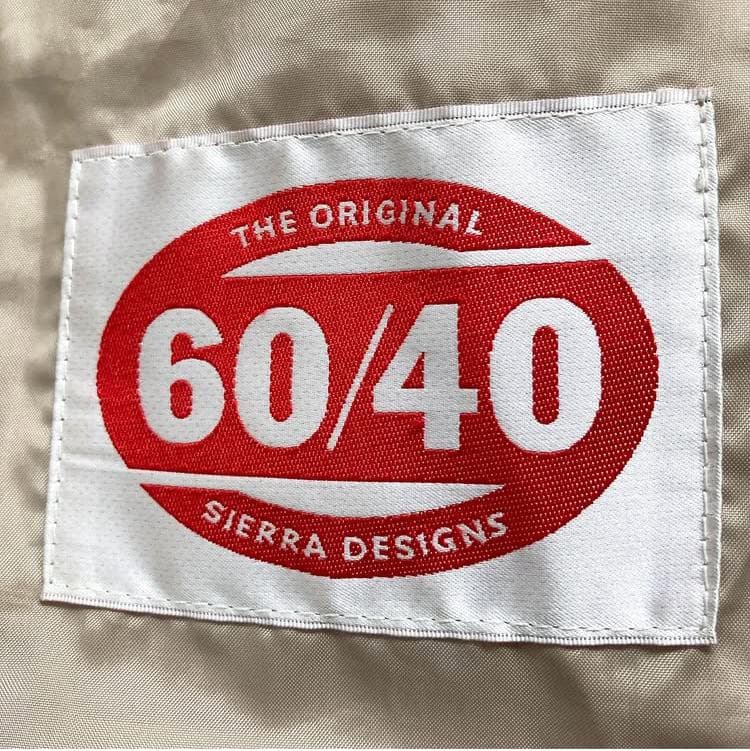 THE ORIGINAL
60/40
SIERRA DESIGNS